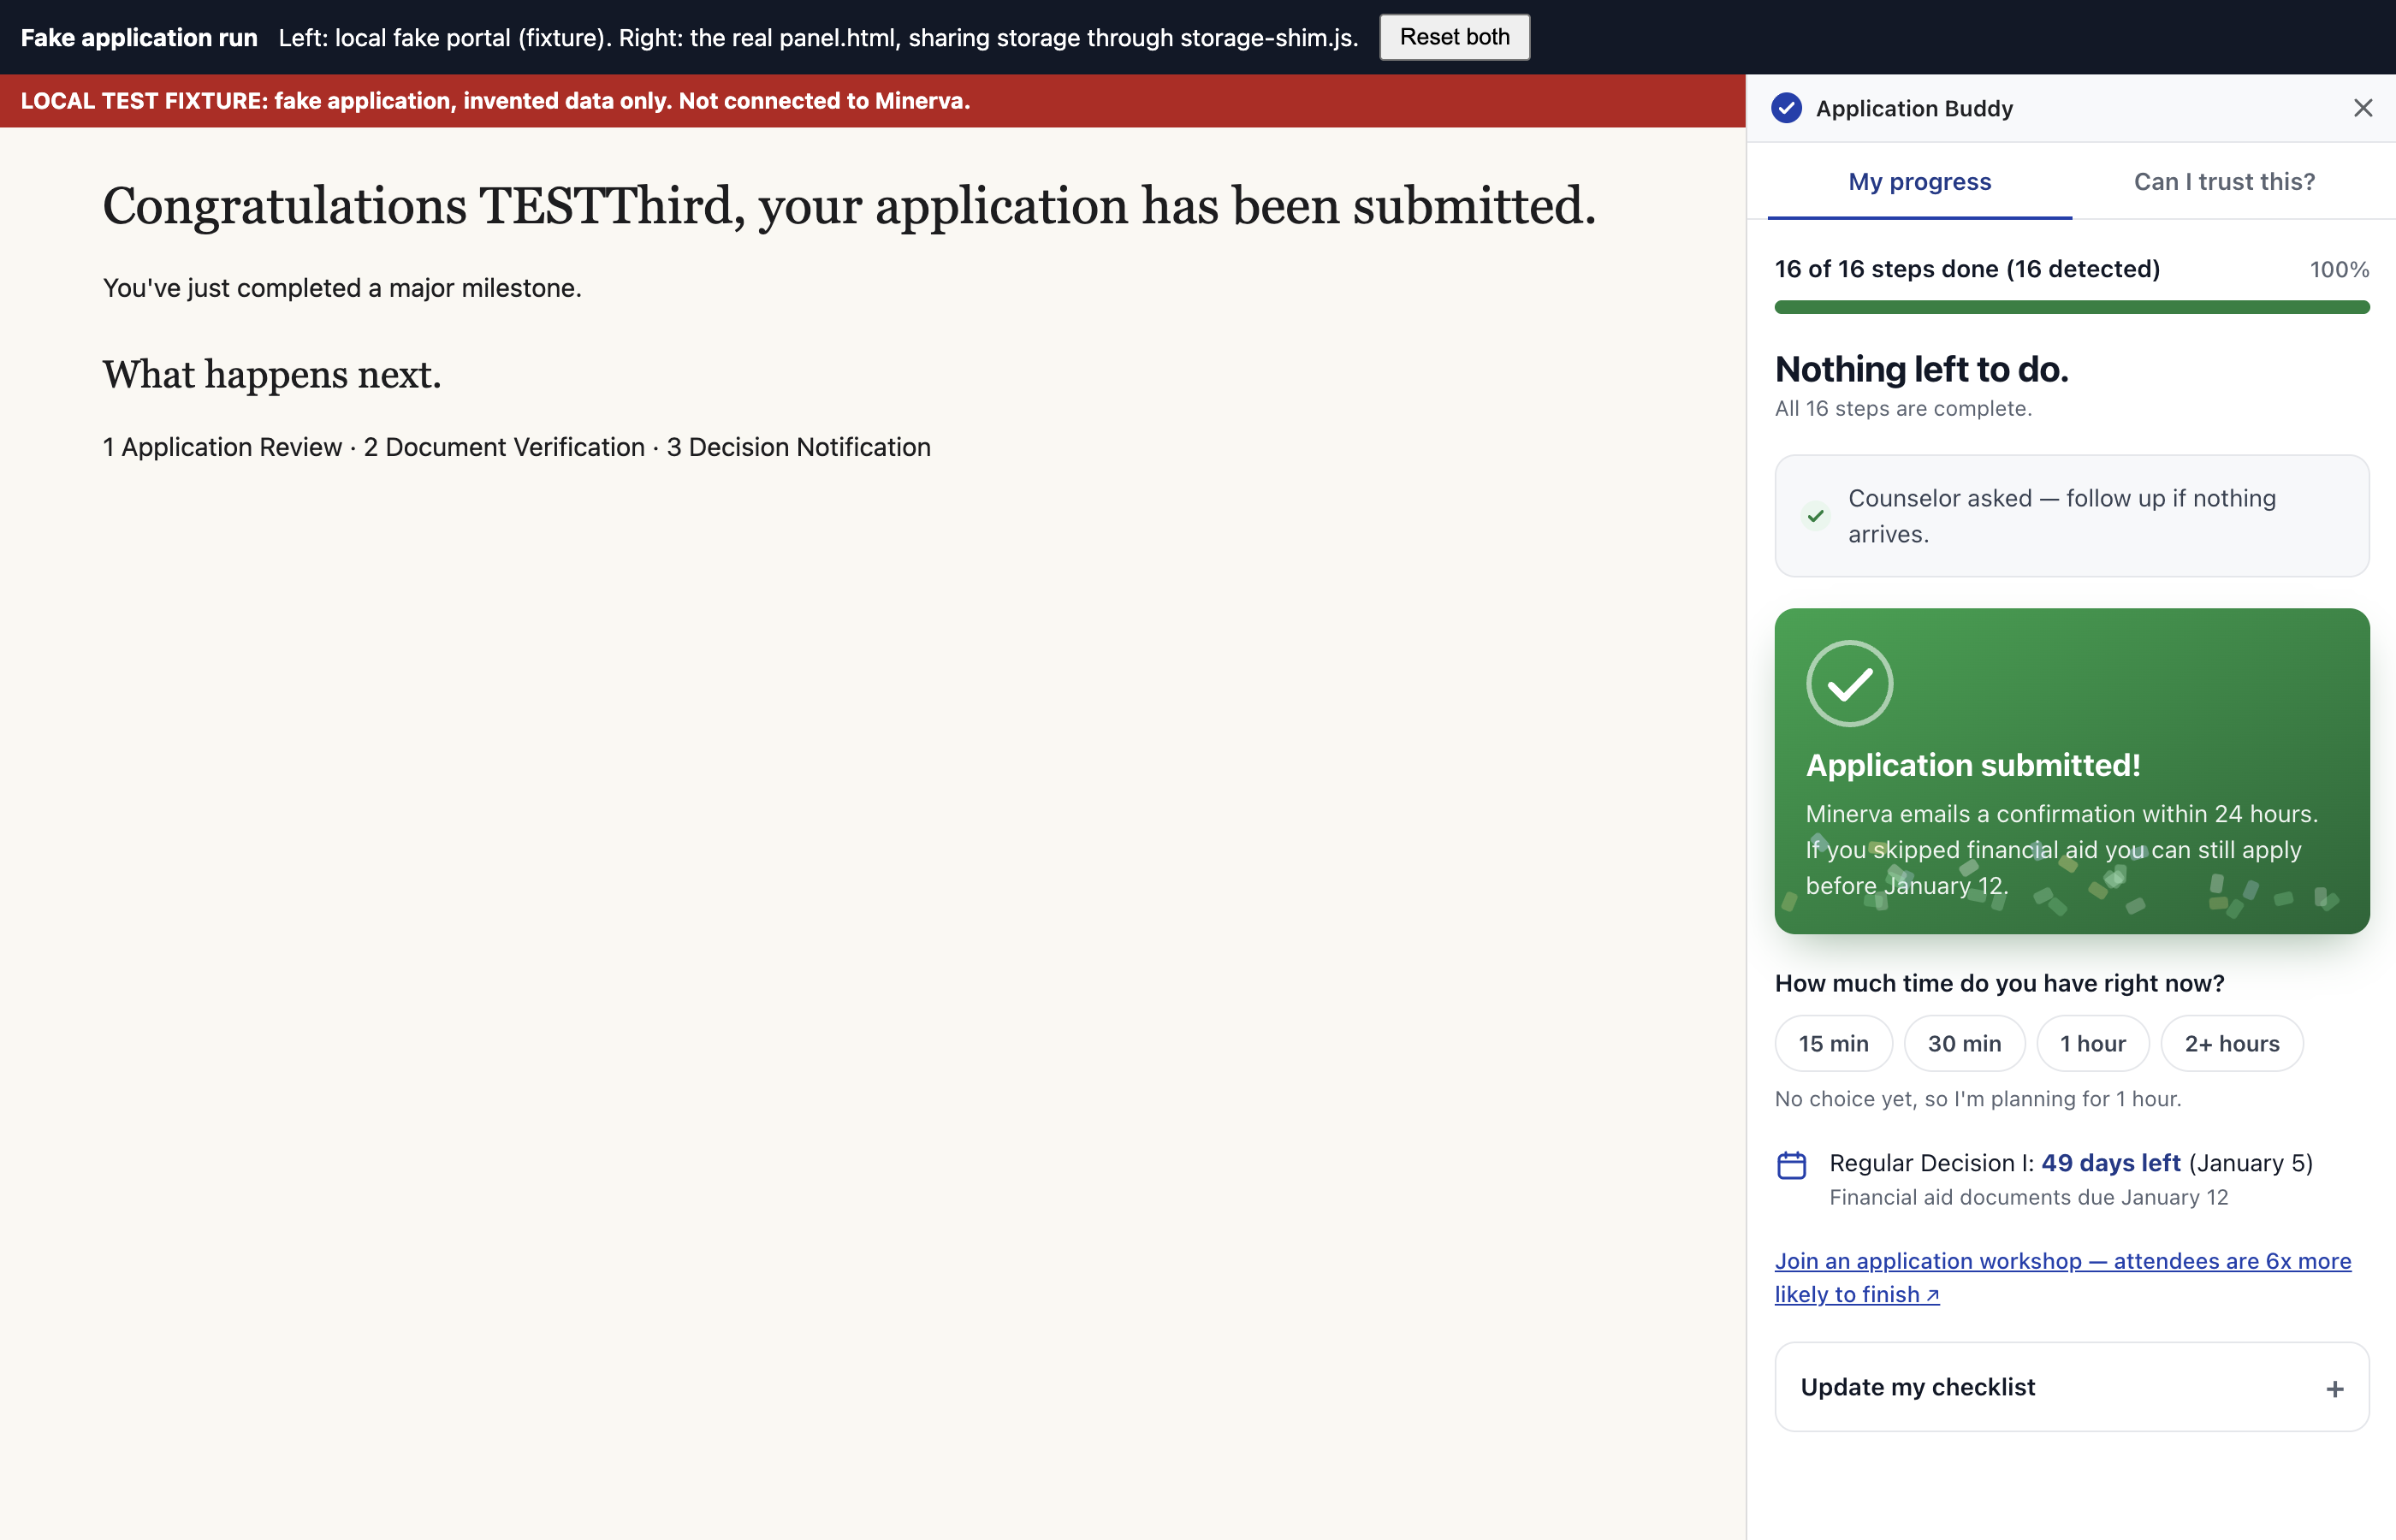 Fake application run Left: local fake portal (fixture). Right: the real panel.html, sharing storage through storage-shim.js. Reset both
LOCAL TEST FIXTURE: fake application, invented data only. Not connected to Minerva.
Congratulations TESTThird, your application has been submitted.
You've just completed a major milestone.
What happens next.
1 Application Review · 2 Document Verification · 3 Decision Notification
Application Buddy
My progress Can I trust this?
16 of 16 steps done (16 detected) 100%
Nothing left to do.
All 16 steps are complete.
Counselor asked — follow up if nothing
arrives.
Application submitted!
Minerva emails a confirmation within 24 hours.
If you skipped financial aid you can still apply
before January 12.
How much time do you have right now?
15 min 30 min 1 hour 2+ hours
No choice yet, so I'm planning for 1 hour.
Regular Decision I: 49 days left (January 5)
Financial aid documents due January 12
Join an application workshop — attendees are 6x more
likely to finish ↗
Update my checklist +